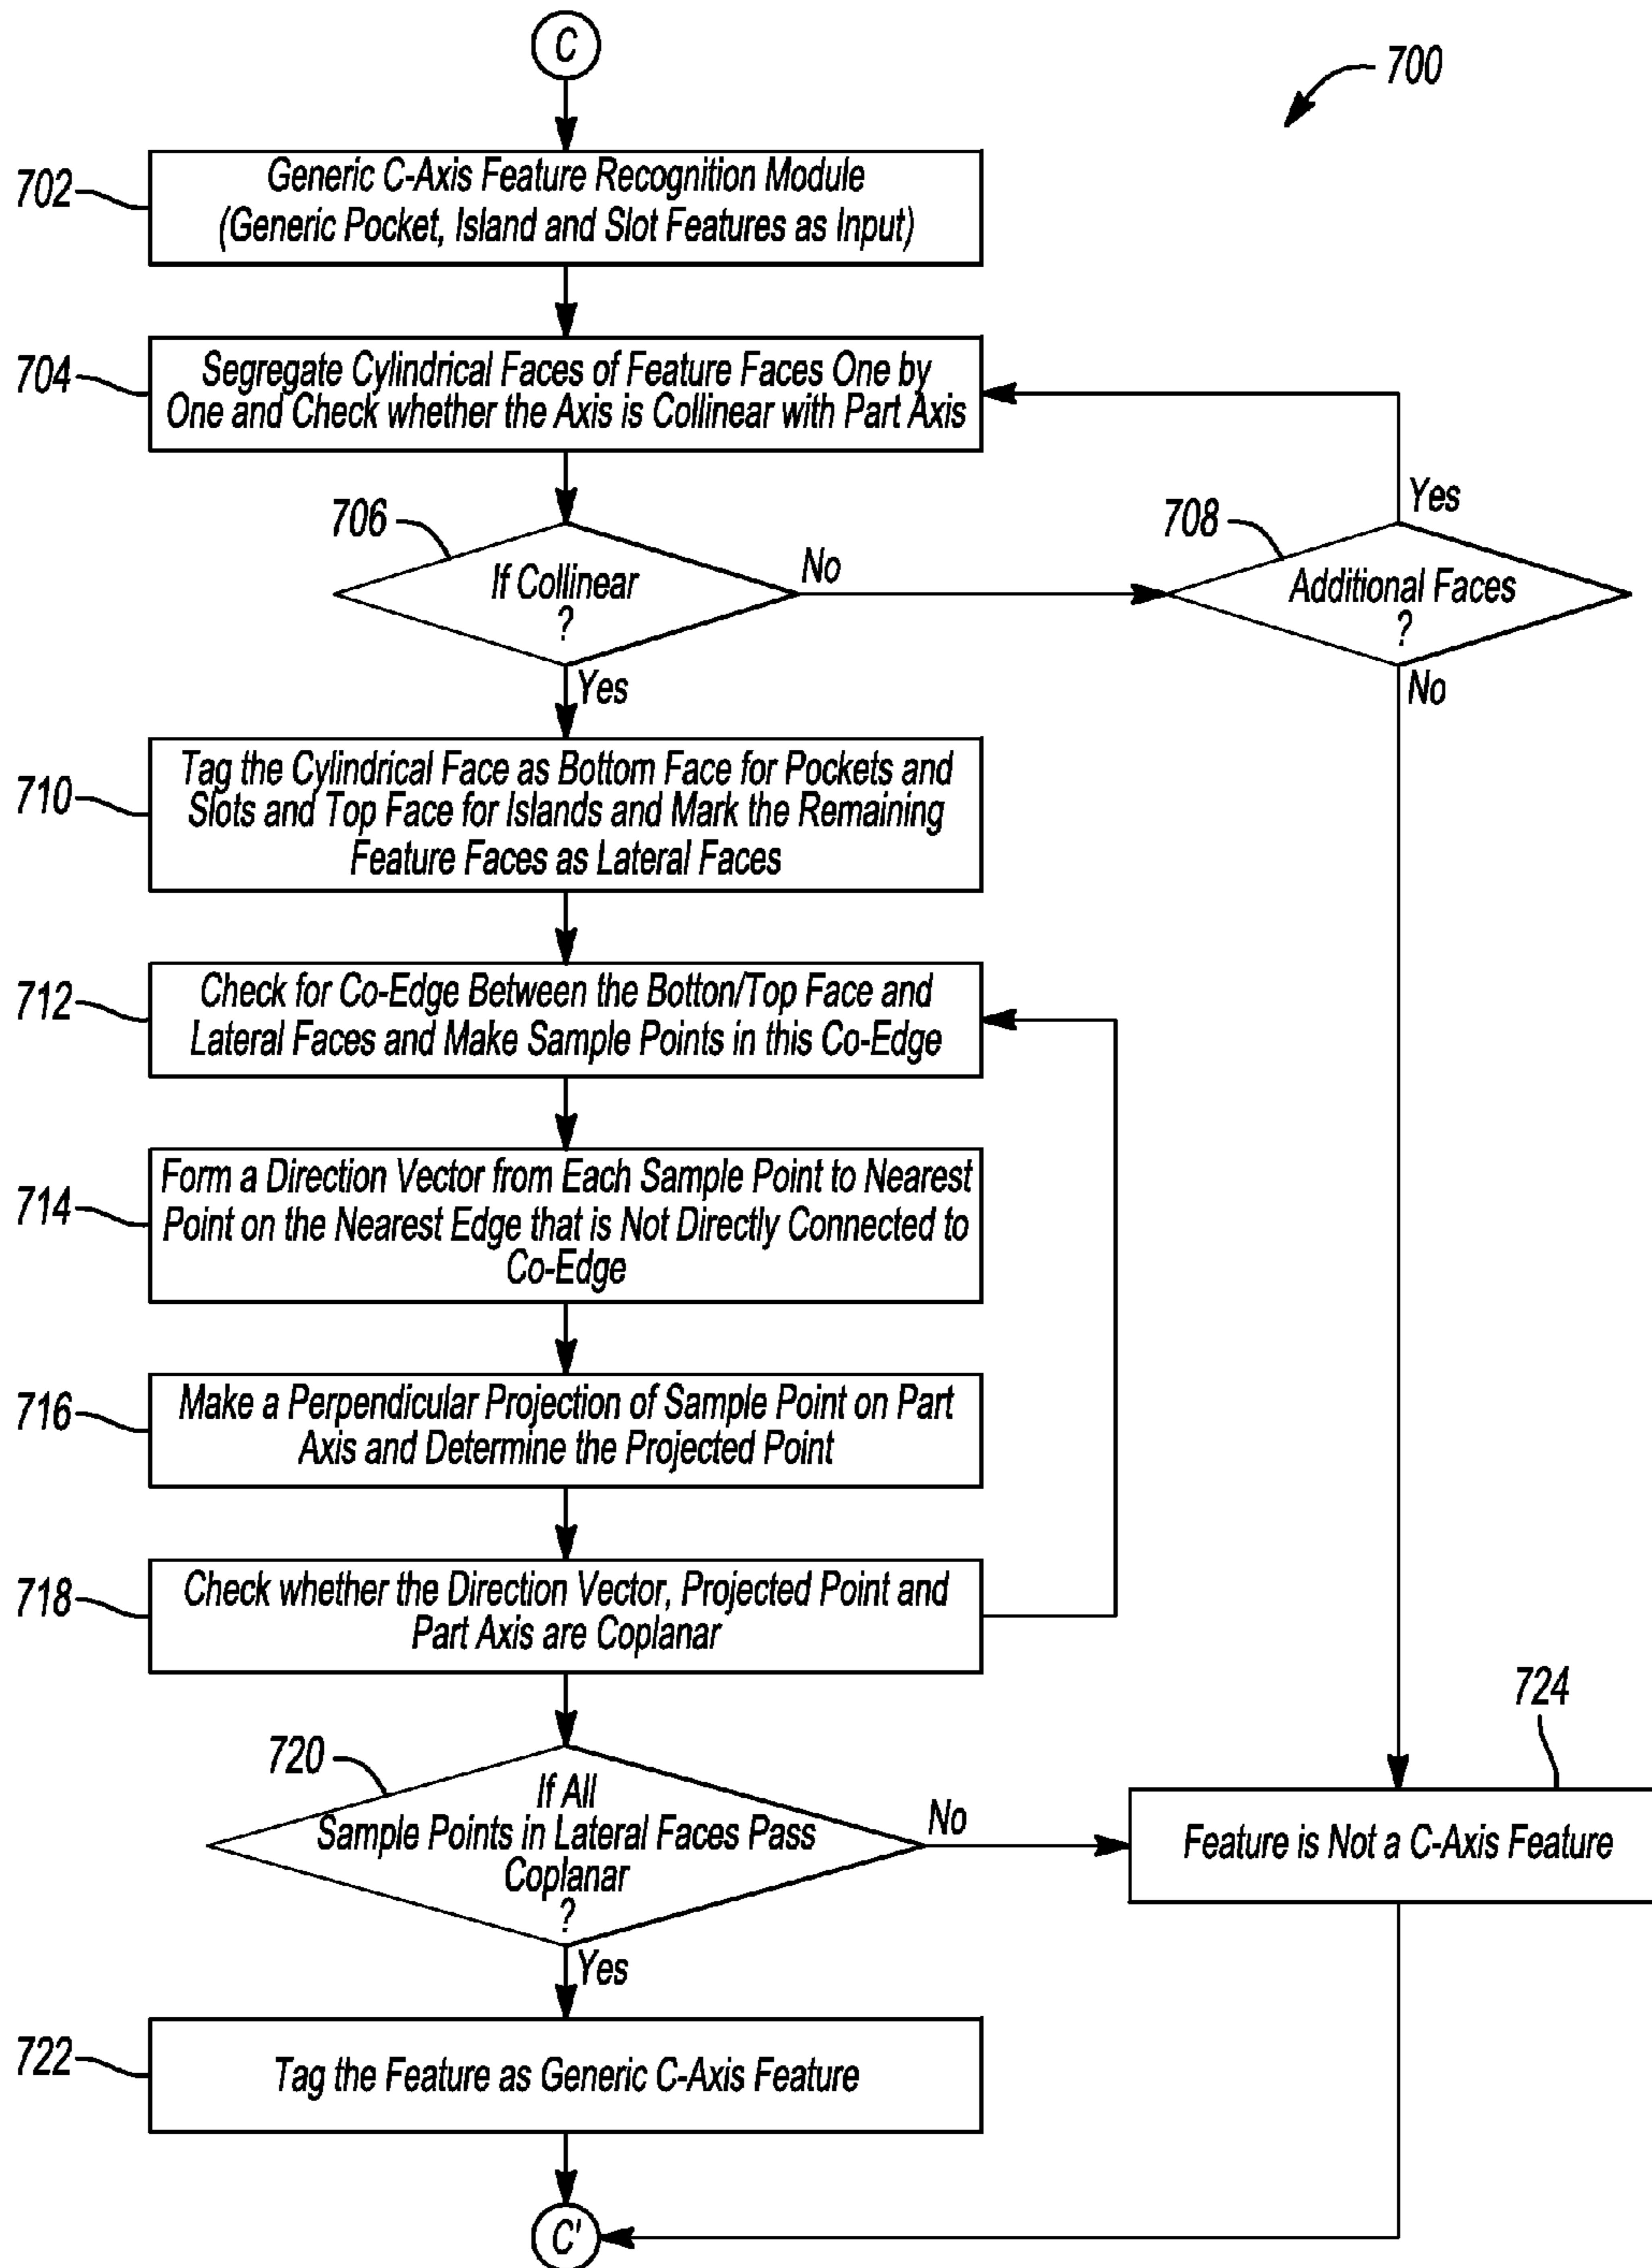 C
700
702
Generic C-Axis Feature Recognition Module
(Generic Pocket, Island and Slot Features as Input)
704
Segregate Cylindrical Faces of Feature Faces One by
One and Check whether the Axis is Collinear with Part Axis
706
If Collinear
?
No
Yes
708
Additional Faces
?
Yes
No
710
Tag the Cylindrical Face as Bottom Face for Pockets and
Slots and Top Face for Islands and Mark the Remaining
Feature Faces as Lateral Faces
712
Check for Co-Edge Between the Botton/Top Face and
Lateral Faces and Make Sample Points in this Co-Edge
714
Form a Direction Vector from Each Sample Point to Nearest
Point on the Nearest Edge that is Not Directly Connected to
Co-Edge
716
Make a Perpendicular Projection of Sample Point on Part
Axis and Determine the Projected Point
718
Check whether the Direction Vector, Projected Point and
Part Axis are Coplanar
720
If All
Sample Points in Lateral Faces Pass
Coplanar
?
No
Yes
724
Feature is Not a C-Axis Feature
722
Tag the Feature as Generic C-Axis Feature
C'